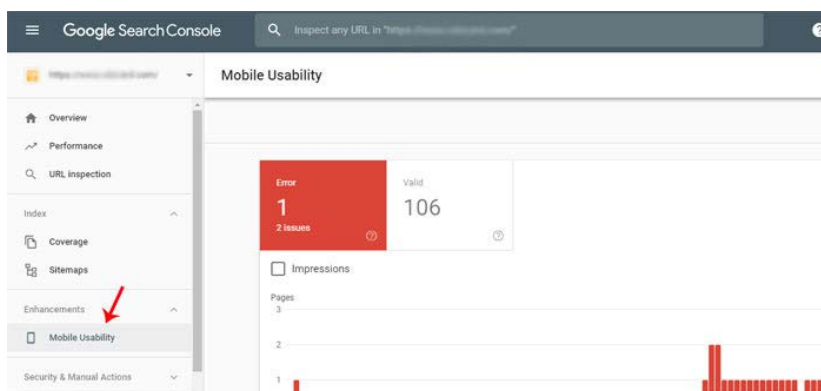 Google Search Console
Inspect any URL in "https://
Mobile Usability
Overview
Performance
URL inspection
Index
Coverage
Sitemaps
Enhancements
Mobile Usability
Security & Manual Actions
Error
1
2 issues
Valid
106
Impressions
Pages
3
2
1